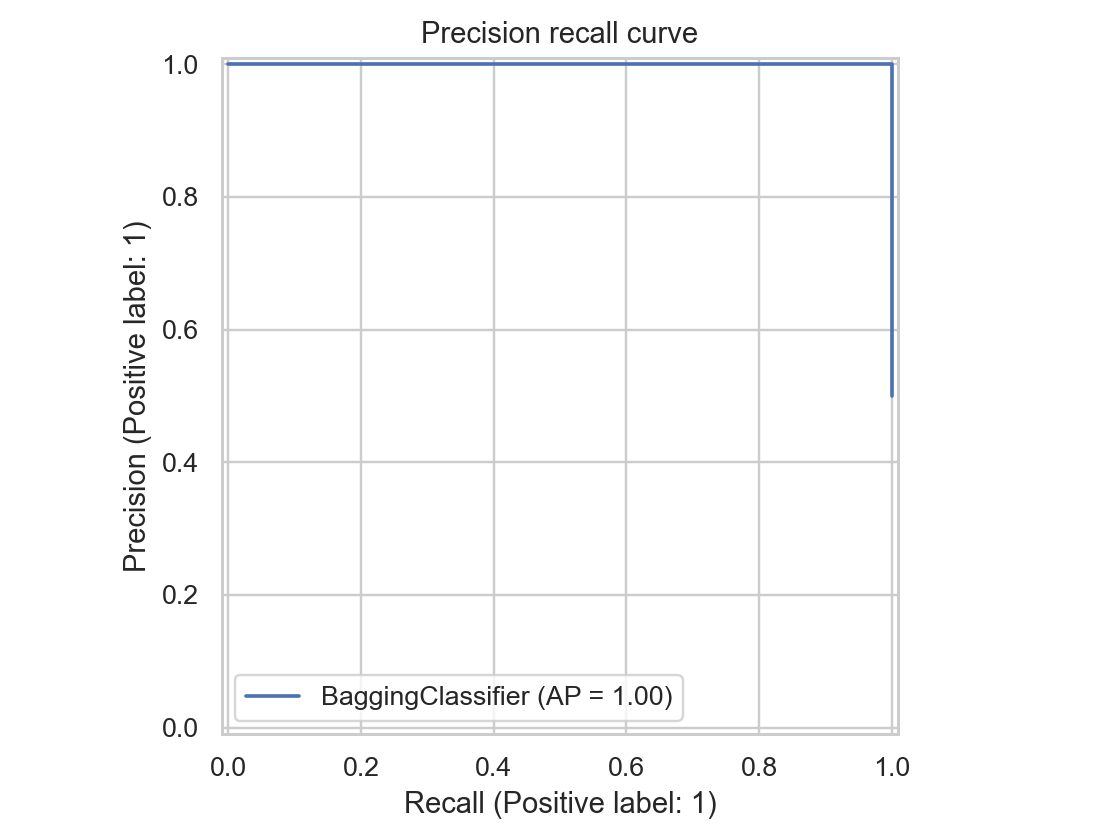 Precision recall curve
1.0
0.8
0.6
0.4
0.2
0.0
Precision (Positive label: 1)
BaggingClassifier (AP = 1.00)
0.0 0.2 0.4 0.6 0.8 1.0
Recall (Positive label: 1)